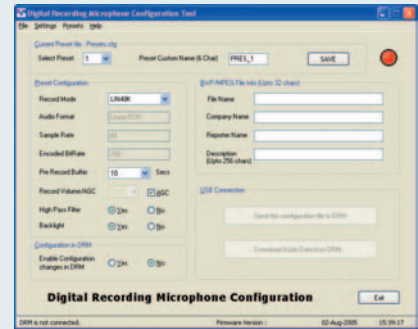 Digital Recording Microphone Configuration Tool
File Settings Presets Help
Current Preset file : Presets.cfg
Select Preset 1 Preset Custom Name (6 Char) PRES_1 SAVE
Preset Configuration
Record Mode LIN48K
Audio Format Linear PCM
Sample Rate 48
Encoded BitRate
Pre Record Buffer 10 Secs
Record Volume/AGC AGC
High Pass Filter Yes No
Backlight Yes No
Configuration in DRM
Enable Configuration
changes in DRM Yes No
BWF/MPEG File Info (Upto 32 chars)
File Name
Company Name
Reporter Name
Description
(Upto 256 chars)
USB Connection
Send this configuration file to DRM
Download Audio Data from DRM
Digital Recording Microphone Configuration Exit
DRM is not connected. Firmware Version : 02-Aug-2005 15:39:17